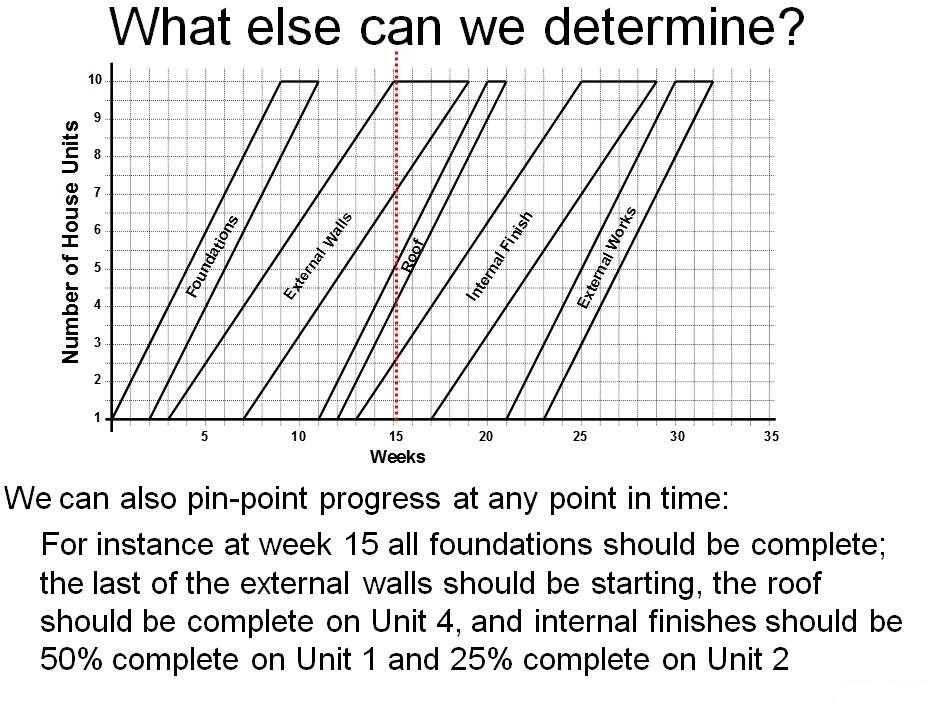 What else can we determine?
Number of House Units
10
9
8
7
6
5
4
3
2
1
Foundations
External Walls
Roof
Internal Finish
External Works
5
10
15
20
25
30
35
Weeks
We can also pin-point progress at any point in time:
For instance at week 15 all foundations should be complete;
the last of the external walls should be starting, the roof
should be complete on Unit 4, and internal finishes should be
50% complete on Unit 1 and 25% complete on Unit 2